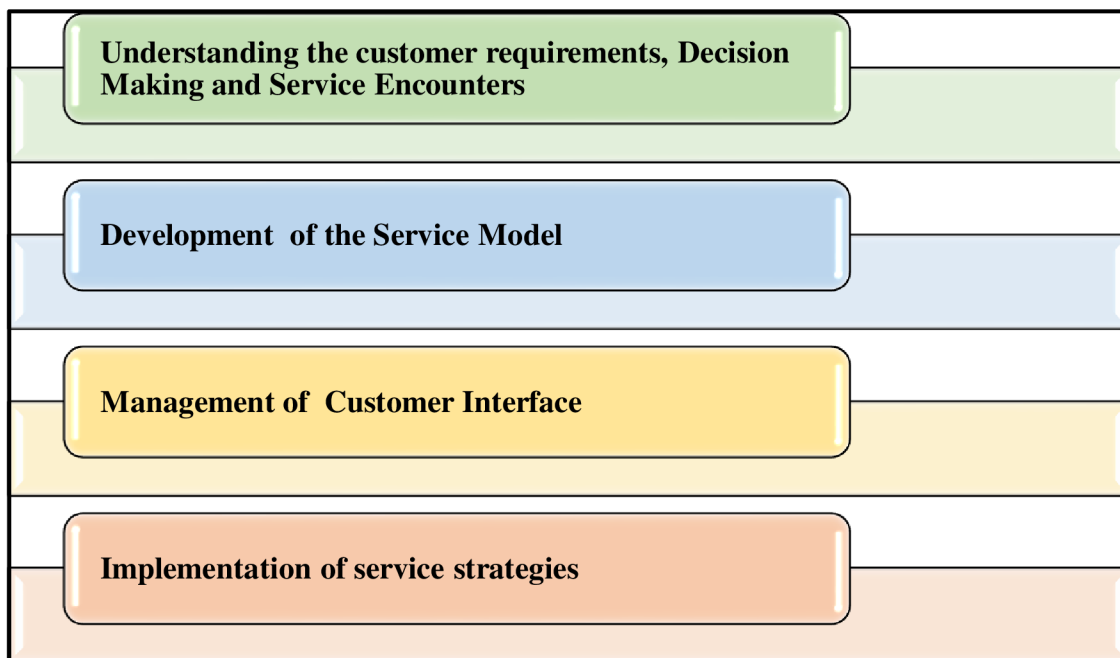 Understanding the customer requirements, Decision
Making and Service Encounters
Development  of the Service Model
Management of  Customer Interface
Implementation of service strategies